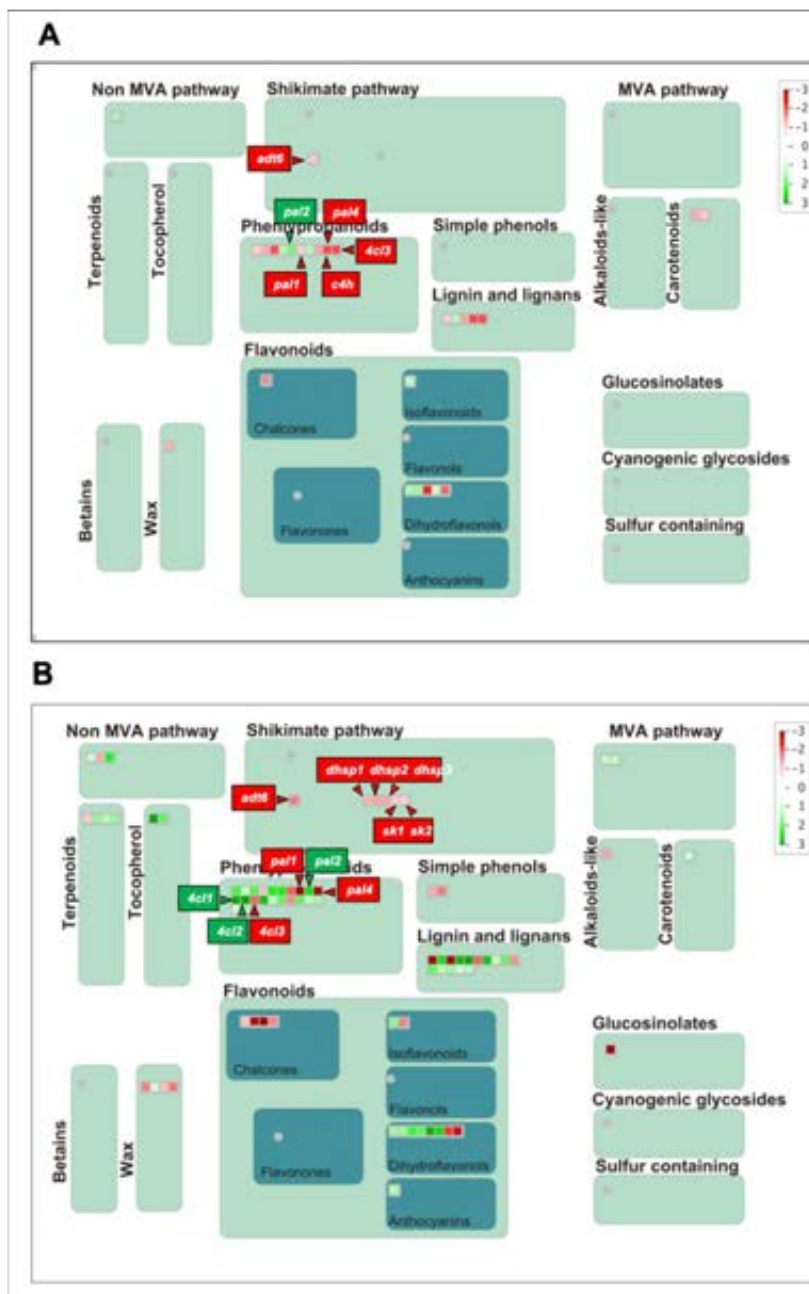 A
Non MVA pathway
Shikimate pathway
MVA pathway
-3
-2
-1
0
1
2
3
adt6
pal2
pal4
Phenlypropanoids
4cl3
pal1
c4h
Simple phenols
Terpenoids
Tocopherol
Alkaloids-like
Carotenoids
Lignin and lignans
Flavonoids
Chalcones
Isoflavonoids
Flavonols
Flavonones
Dihydroflavonols
Anthocyanins
Glucosinolates
Cyanogenic glycosides
Sulfur containing
Betains
Wax
B
Non MVA pathway
Shikimate pathway
MVA pathway
-3
-2
-1
0
1
2
3
dhsp1 dhsp2 dhsp3
adt6
sk1 sk2
pal1
pal2
pal4
4cl1
4cl2
4cl3
Simple phenols
Terpenoids
Tocopherol
Alkaloids-like
Carotenoids
Lignin and lignans
Flavonoids
Chalcones
Isoflavonoids
Flavonols
Flavonones
Dihydroflavonols
Anthocyanins
Glucosinolates
Cyanogenic glycosides
Sulfur containing
Betains
Wax